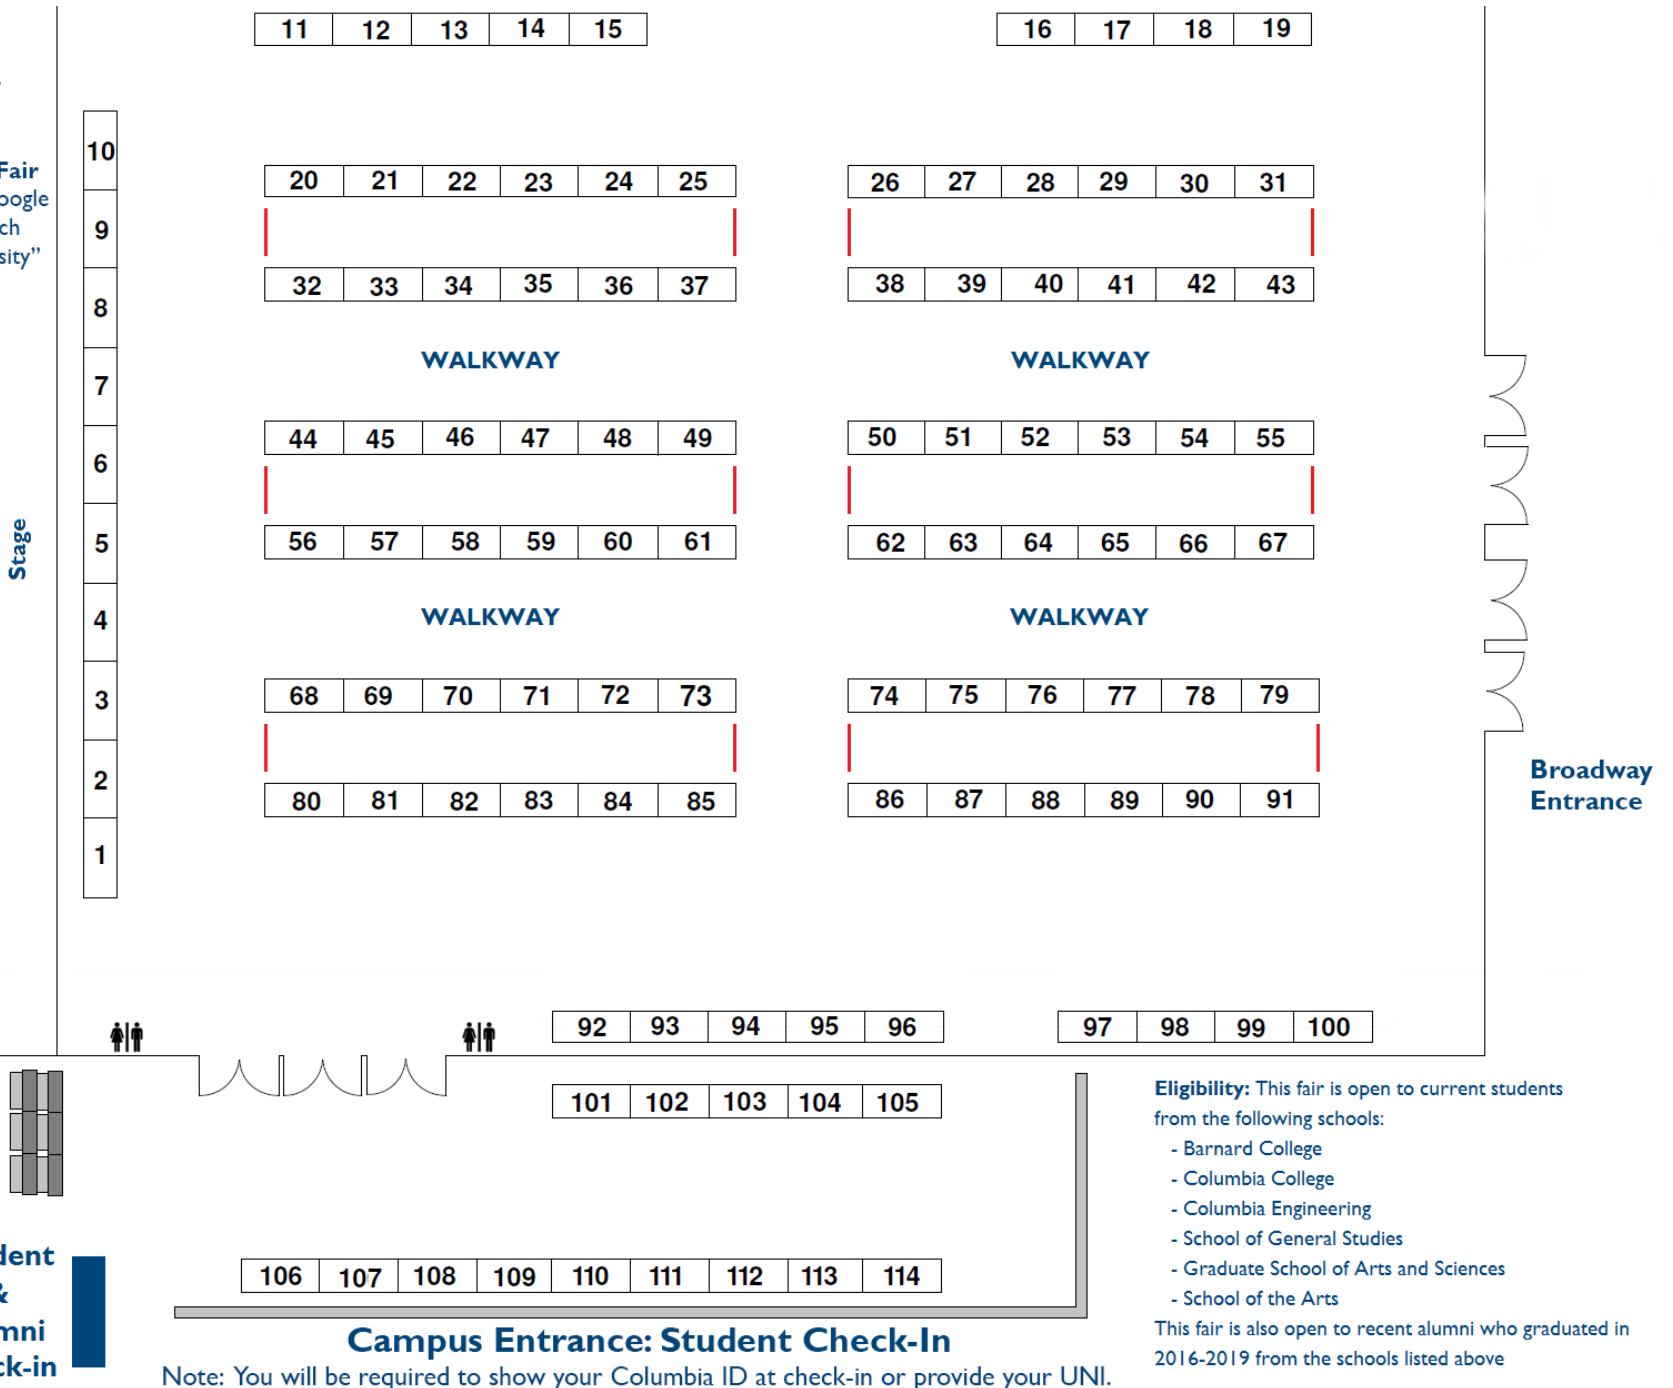 11 12 13 14 15
16 17 18 19
10
9
8
7
6
5
4
3
2
1
Fair
sity”
Stage
20 21 22 23 24 25
26 27 28 29 30 31
32 33 34 35 36 37
38 39 40 41 42 43
WALKWAY
WALKWAY
44 45 46 47 48 49
50 51 52 53 54 55
56 57 58 59 60 61
62 63 64 65 66 67
WALKWAY
WALKWAY
68 69 70 71 72 73
74 75 76 77 78 79
80 81 82 83 84 85
86 87 88 89 90 91
Broadway
Entrance
92 93 94 95 96
97 98 99 100
101 102 103 104 105
106 107 108 109 110 111 112 113 114
Eligibility: This fair is open to current students
from the following schools:
- Barnard College
- Columbia College
- Columbia Engineering
- School of General Studies
- Graduate School of Arts and Sciences
- School of the Arts
This fair is also open to recent alumni who graduated in
2016-2019 from the schools listed above
dent
&
mni
ck-in
Campus Entrance: Student Check-In
Note: You will be required to show your Columbia ID at check-in or provide your UNI.